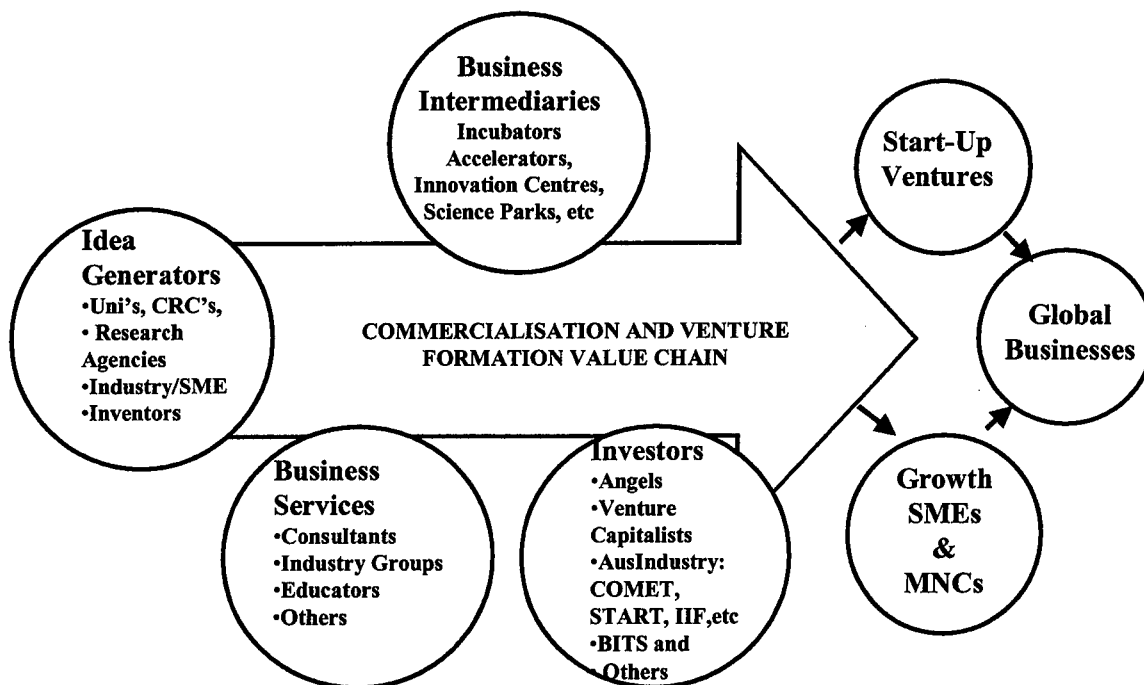 Business
Intermediaries
Incubators
Accelerators,
Innovation Centres,
Science Parks, etc
Start-Up
Ventures
Idea
Generators
•Uni's, CRC's,
• Research
Agencies
•Industry/SME
•Inventors
COMMERCIALISATION AND VENTURE
FORMATION VALUE CHAIN
Global
Businesses
Business
Services
•Consultants
•Industry Groups
•Educators
•Others
Investors
•Angels
•Venture
Capitalists
•AusIndustry:
COMET,
START, IIF,etc
•BITS and
• Others
Growth
SMEs
&
MNCs